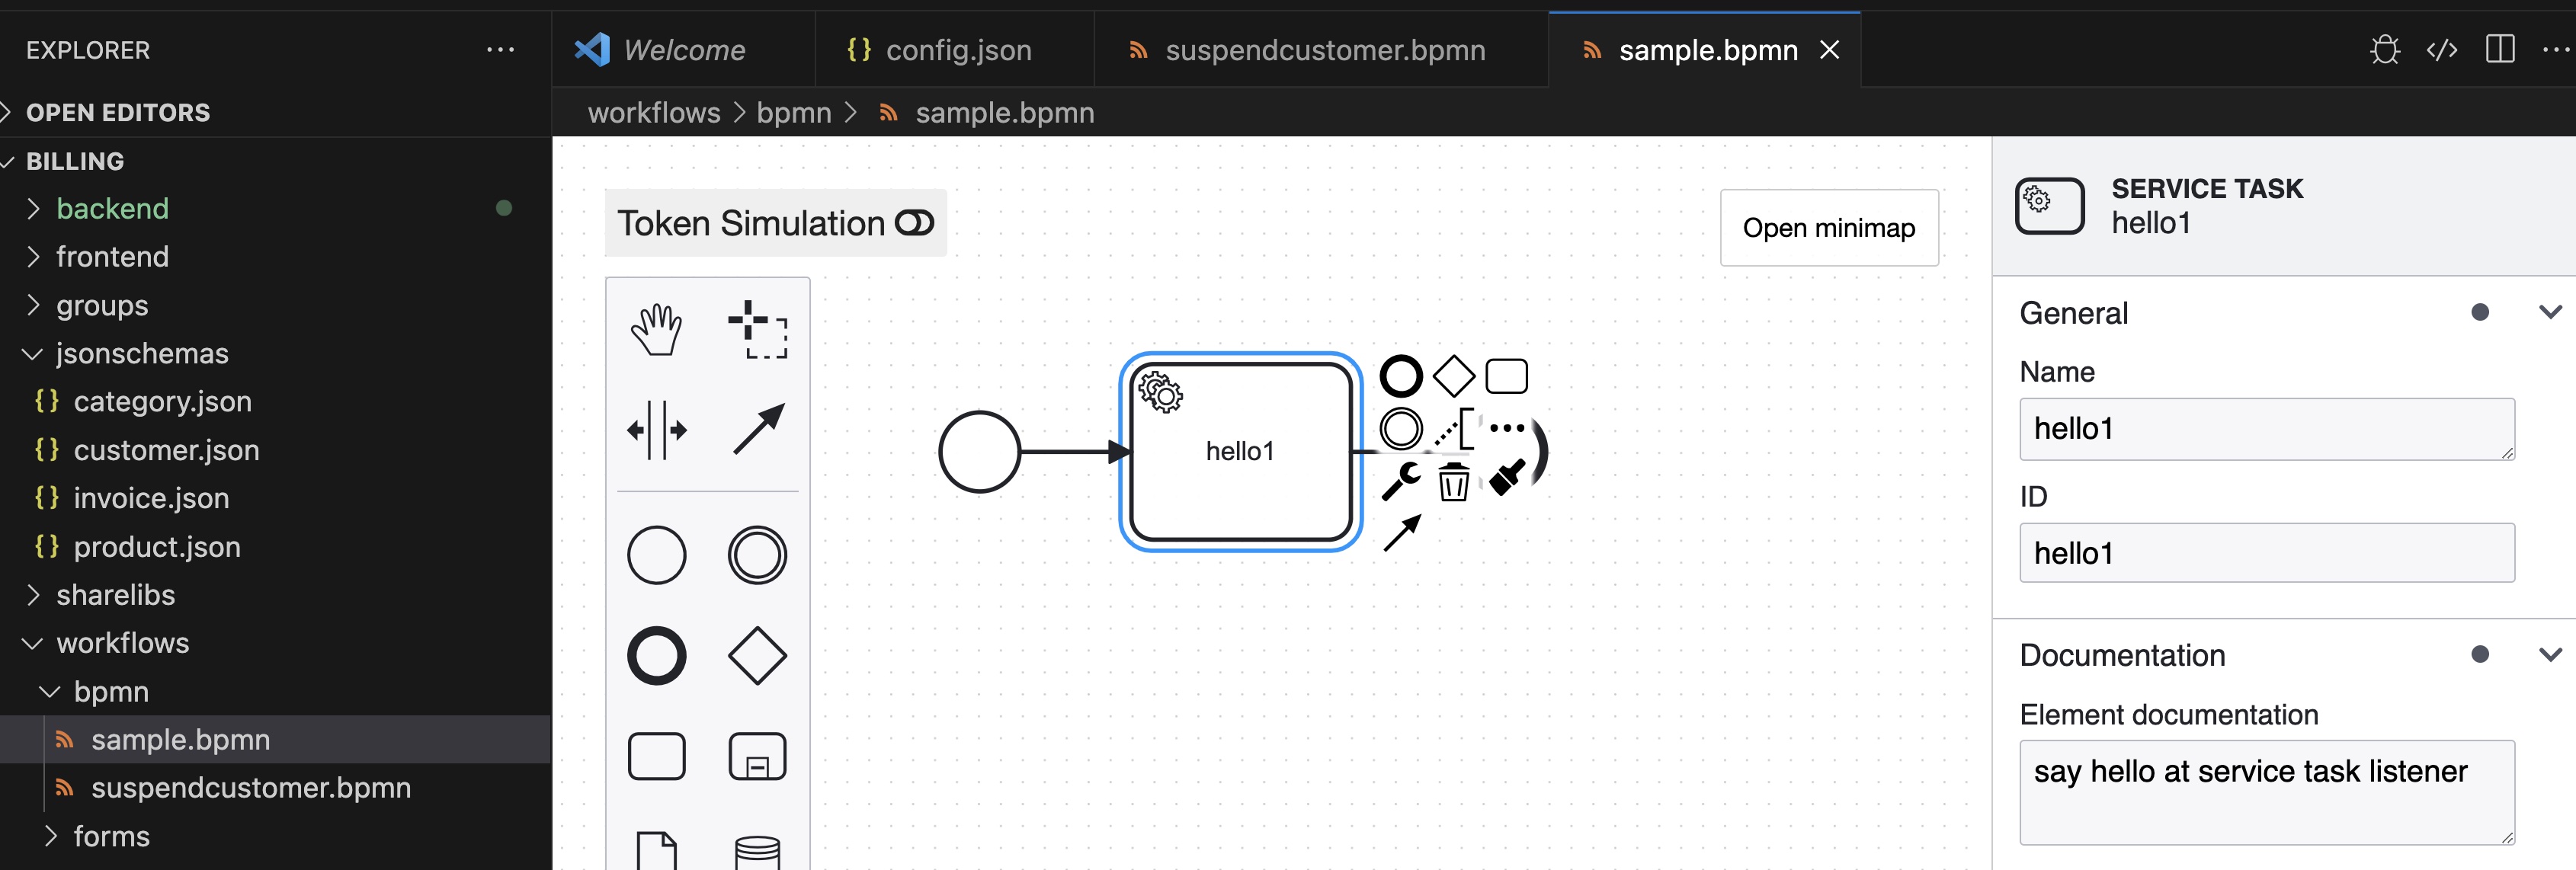 EXPLORER
OPEN EDITORS
BILLING
backend
frontend
groups
jsonschemas
{} category.json
{} customer.json
{} invoice.json
{} product.json
sharelibs
workflows
bpmn
sample.bpmn
suspendcustomer.bpmn
forms
Welcome
{} config.json
suspendcustomer.bpmn
sample.bpmn
workflows > bpmn > sample.bpmn
Token Simulation
Open minimap
hello1
SERVICE TASK
hello1
General
Name
hello1
ID
hello1
Documentation
Element documentation
say hello at service task listener